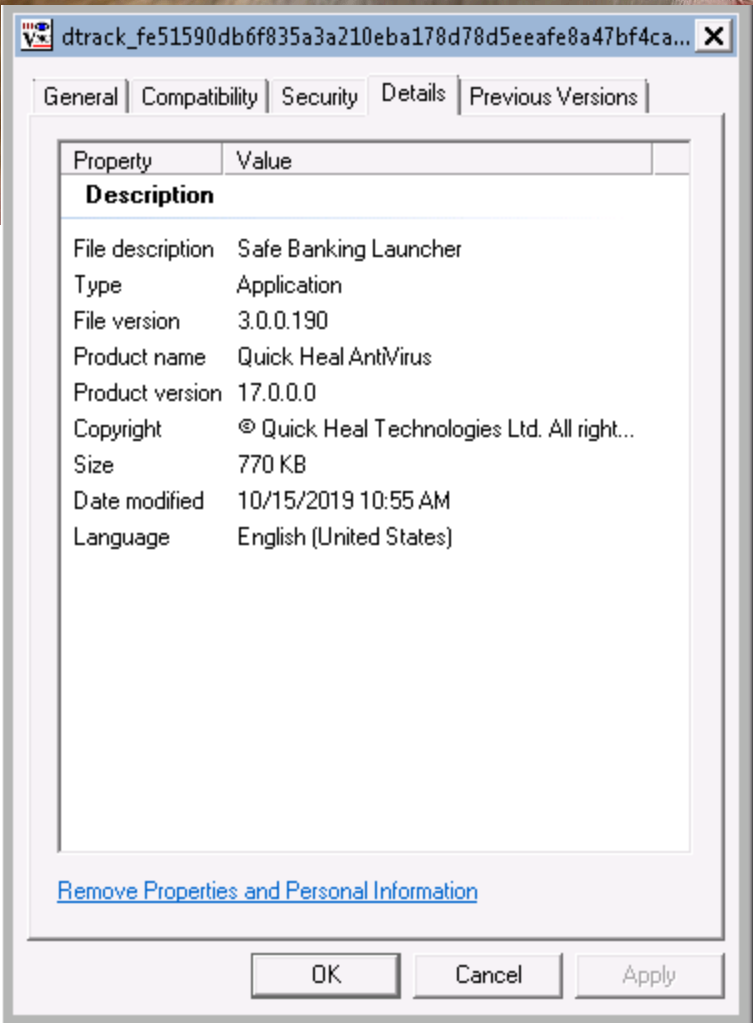 dtrack_fe51590db6f835a3a210eba178d78d5eeafe8a47bf4ca...
General Compatibility Security Details Previous Versions
Property Value
Description
File description Safe Banking Launcher
Type Application
File version 3.0.0.190
Product name Quick Heal AntiVirus
Product version 17.0.0.0
Copyright © Quick Heal Technologies Ltd. All right...
Size 770 KB
Date modified 10/15/2019 10:55 AM
Language English (United States)
Remove Properties and Personal Information
OK Cancel Apply